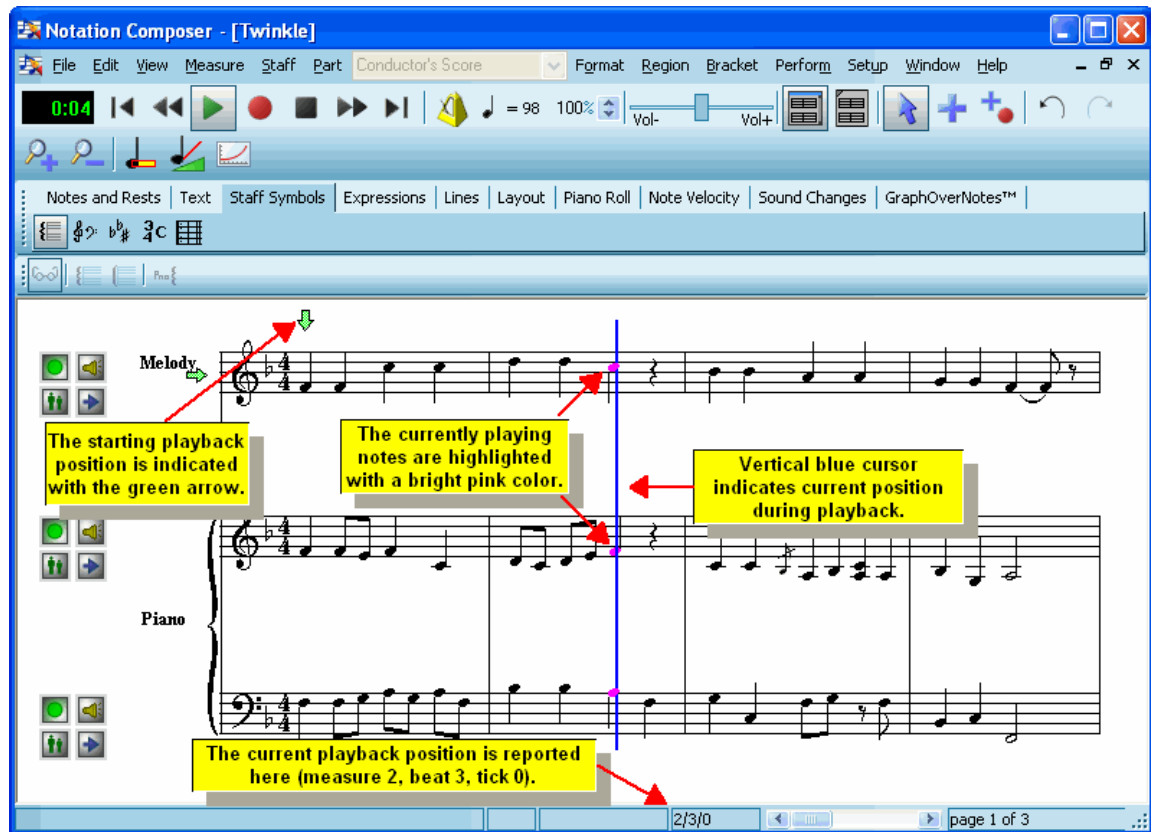 Notation Composer - [Twinkle]
File Edit View Measure Staff Part Conductor's Score Format Region Bracket Perform Setup Window Help
0:04 = 98 100% Vol- Vol+
Notes and Rests Text Staff Symbols Expressions Lines Layout Piano Roll Note Velocity Sound Changes GraphOverNotes™
Melody
The starting playback
position is indicated
with the green arrow.
The currently playing
notes are highlighted
with a bright pink color.
Vertical blue cursor
indicates current position
during playback.
Piano
The current playback position is reported
here (measure 2, beat 3, tick 0).
2/3/0 page 1 of 3